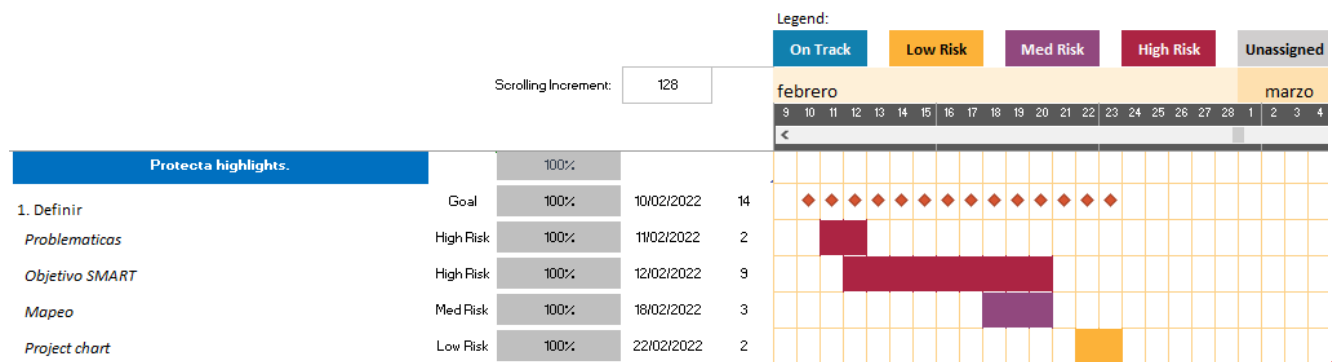 Legend:
On Track Low Risk Med Risk High Risk Unassigned
Scrolling Increment: 128
febrero marzo
9 10 11 12 13 14 15 16 17 18 19 20 21 22 23 24 25 26 27 28 1 2 3 4
Protecta highlights. 100%
1. Definir Goal 100% 10/02/2022 14
Problematicas High Risk 100% 11/02/2022 2
Objetivo SMART High Risk 100% 12/02/2022 9
Mapeo Med Risk 100% 18/02/2022 3
Project chart Low Risk 100% 22/02/2022 2